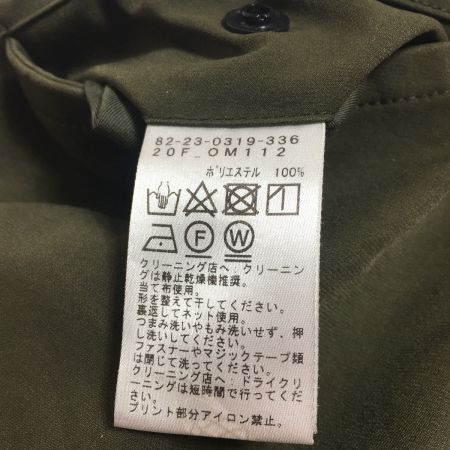 82-23-0319-336
20F_OM112
ポリエステル 100%
F W
クリーニング店へ:クリーニン
グは静止乾燥機推奨。
当て布使用。
形を整えて干してください。
裏返してネット使用。
つまみ洗いやもみ洗いせず、押
し洗いしてください。
ファスナーやマジックテープ類
は閉じて洗ってください。
クリーニング店へ:ドライクリ
ーニングは短時間で行ってくだ
さい。
プリント部分アイロン禁止。